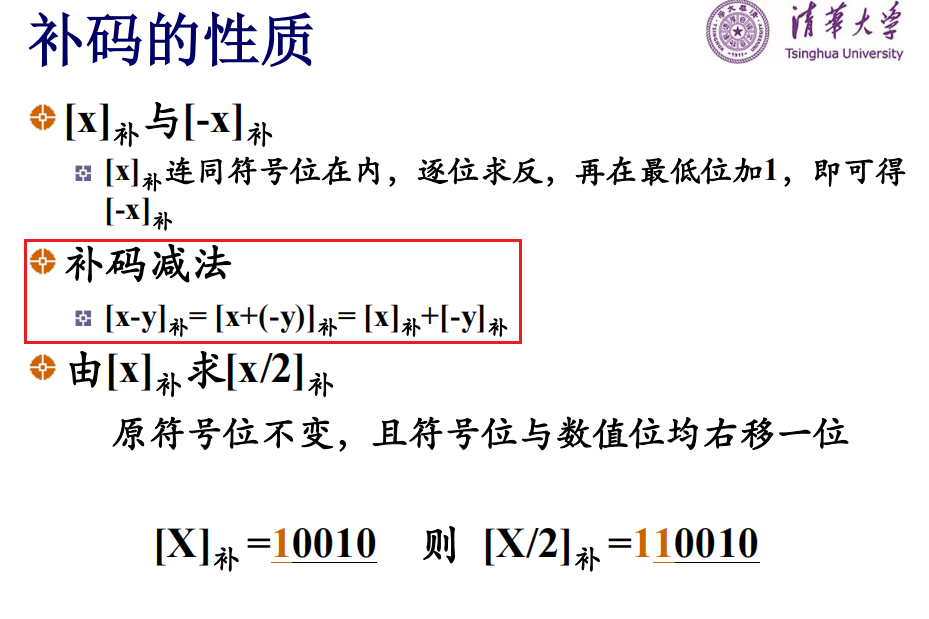 补码的性质
清華大学
Tsinghua University
[x]补与[-x]补
[x]补连同符号位在内，逐位求反，再在最低位加1，即可得
[-x]补
补码减法
[x-y]补= [x+(-y)]补= [x]补+[-y]补
由[x]补求[x/2]补
原符号位不变，且符号位与数值位均右移一位
[X]补=10010 则 [X/2]补=110010